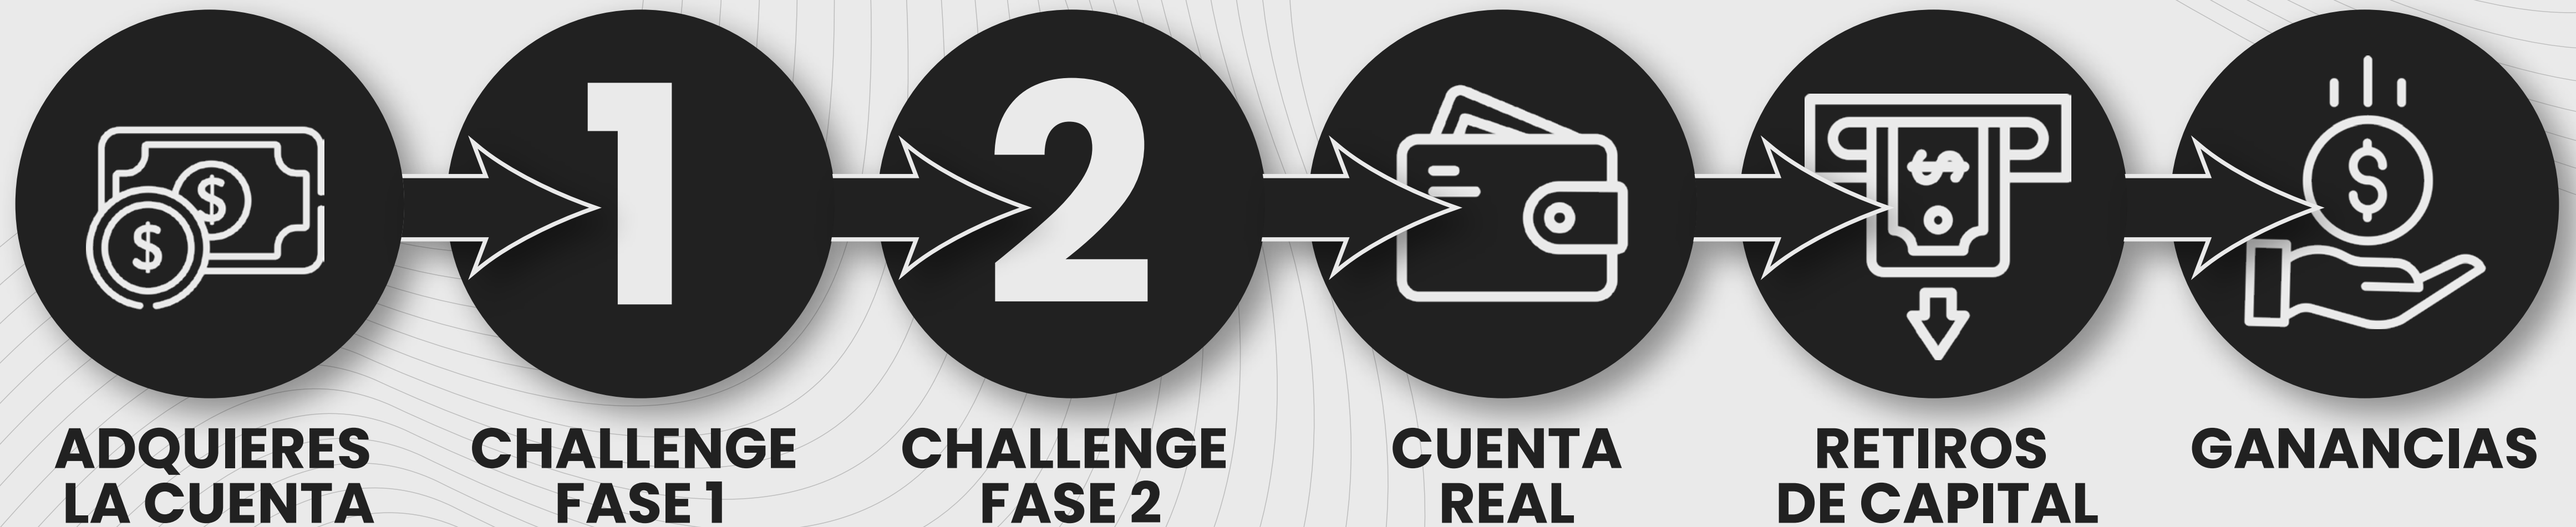 1
2
ADQUIERES
LA CUENTA
CHALLENGE
FASE 1
CHALLENGE
FASE 2
CUENTA
REAL
RETIROS
DE CAPITAL
GANANCIAS